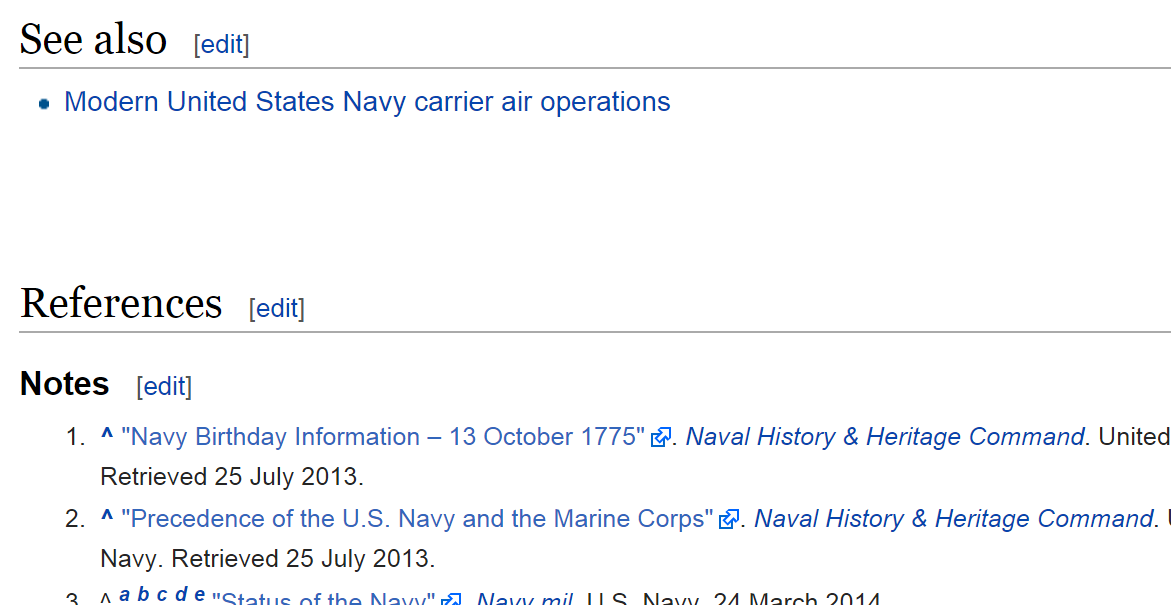 See also [edit]
• Modern United States Navy carrier air operations
References [edit]
Notes [edit]
1. ^ "Navy Birthday Information – 13 October 1775". Naval History & Heritage Command. United
Retrieved 25 July 2013.
2. ^ "Precedence of the U.S. Navy and the Marine Corps". Naval History & Heritage Command.
Navy. Retrieved 25 July 2013.
3. ^ a b c d e "Status of the Navy". Navy.mil. U.S. Navy. 24 March 2014.